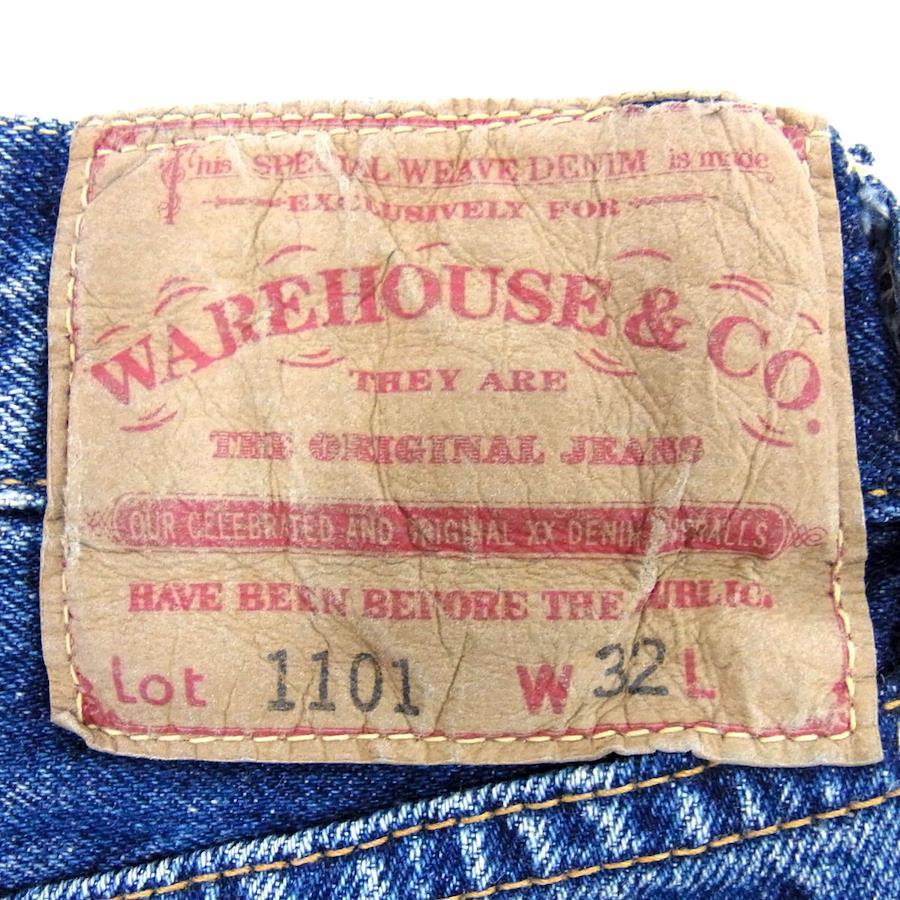 This SPECIAL WEAVE DENIM is made
EXCLUSIVELY FOR
WAREHOUSE & CO.
THEY ARE
THE ORIGINAL JEANS
OUR CELEBRATED AND ORIGINAL XX DENIM OVERALLS.
HAVE BEEN BEFORE THE PUBLIC.
Lot 1101 W 32 L